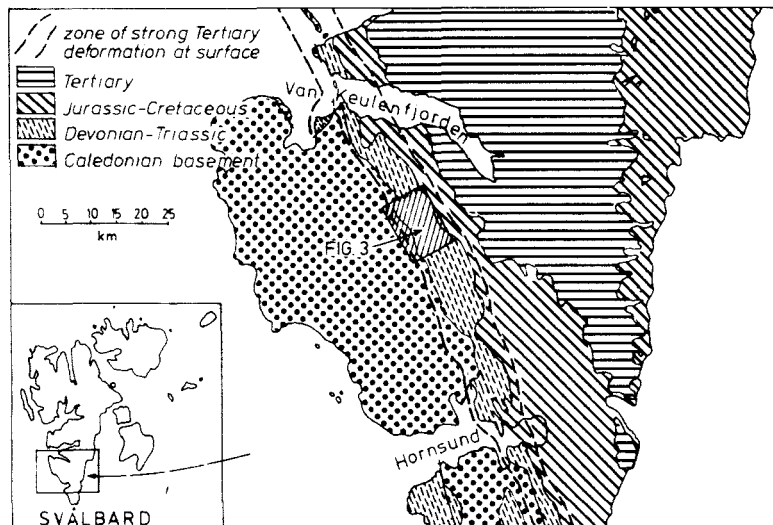 zone of strong Tertiary
deformation at surface
Tertiary
Jurassic-Cretaceous
Devonian-Triassic
Caledonian basement
0 5 10 15 20 25
km
Van Keulenfjorden
FIG. 3
Hornsund
SVALBARD